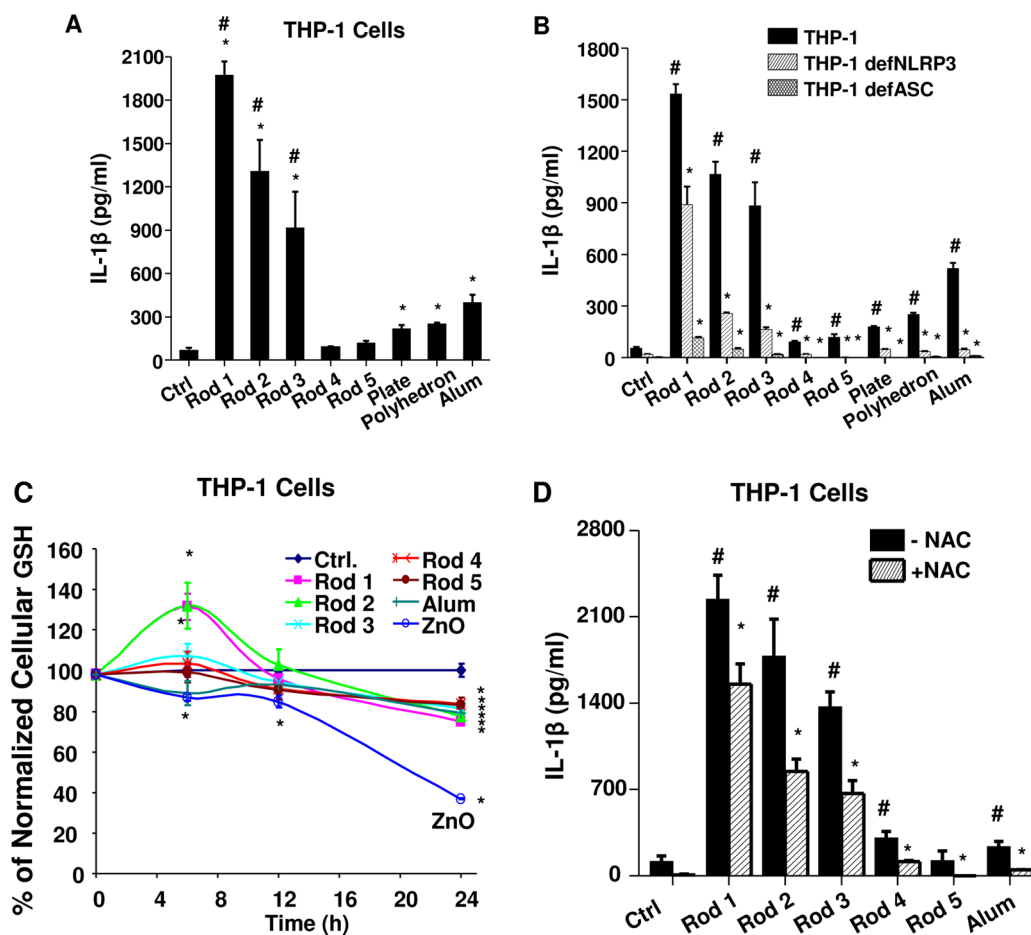 A
THP-1 Cells
IL-1β (pg/ml)
2100
1800
1500
1200
900
600
300
0
#
*
#
*
#
*
*
*
*
Ctrl
Rod 1
Rod 2
Rod 3
Rod 4
Rod 5
Plate
Polyhedron
Alum
B
THP-1
THP-1 defNLRP3
THP-1 defASC
IL-1β (pg/ml)
1800
1500
1200
900
600
300
0
#
*
*
#
*
*
#
*
*
#
*
*
#
*
*
#
*
*
#
*
*
#
*
*
Ctrl
Rod 1
Rod 2
Rod 3
Rod 4
Rod 5
Plate
Polyhedron
Alum
C
THP-1 Cells
% of Normalized Cellular GSH
160
140
120
100
80
60
40
20
0
Ctrl.
Rod 1
Rod 2
Rod 3
Rod 4
Rod 5
Alum
ZnO
*
*
*
*
*
*
*
*
*
*
*
ZnO
0
4
8
12
16
20
24
Time (h)
D
THP-1 Cells
- NAC
+NAC
IL-1β (pg/ml)
2800
2100
1400
700
0
#
*
#
*
#
*
#
*
*
#
*
Ctrl
Rod 1
Rod 2
Rod 3
Rod 4
Rod 5
Alum